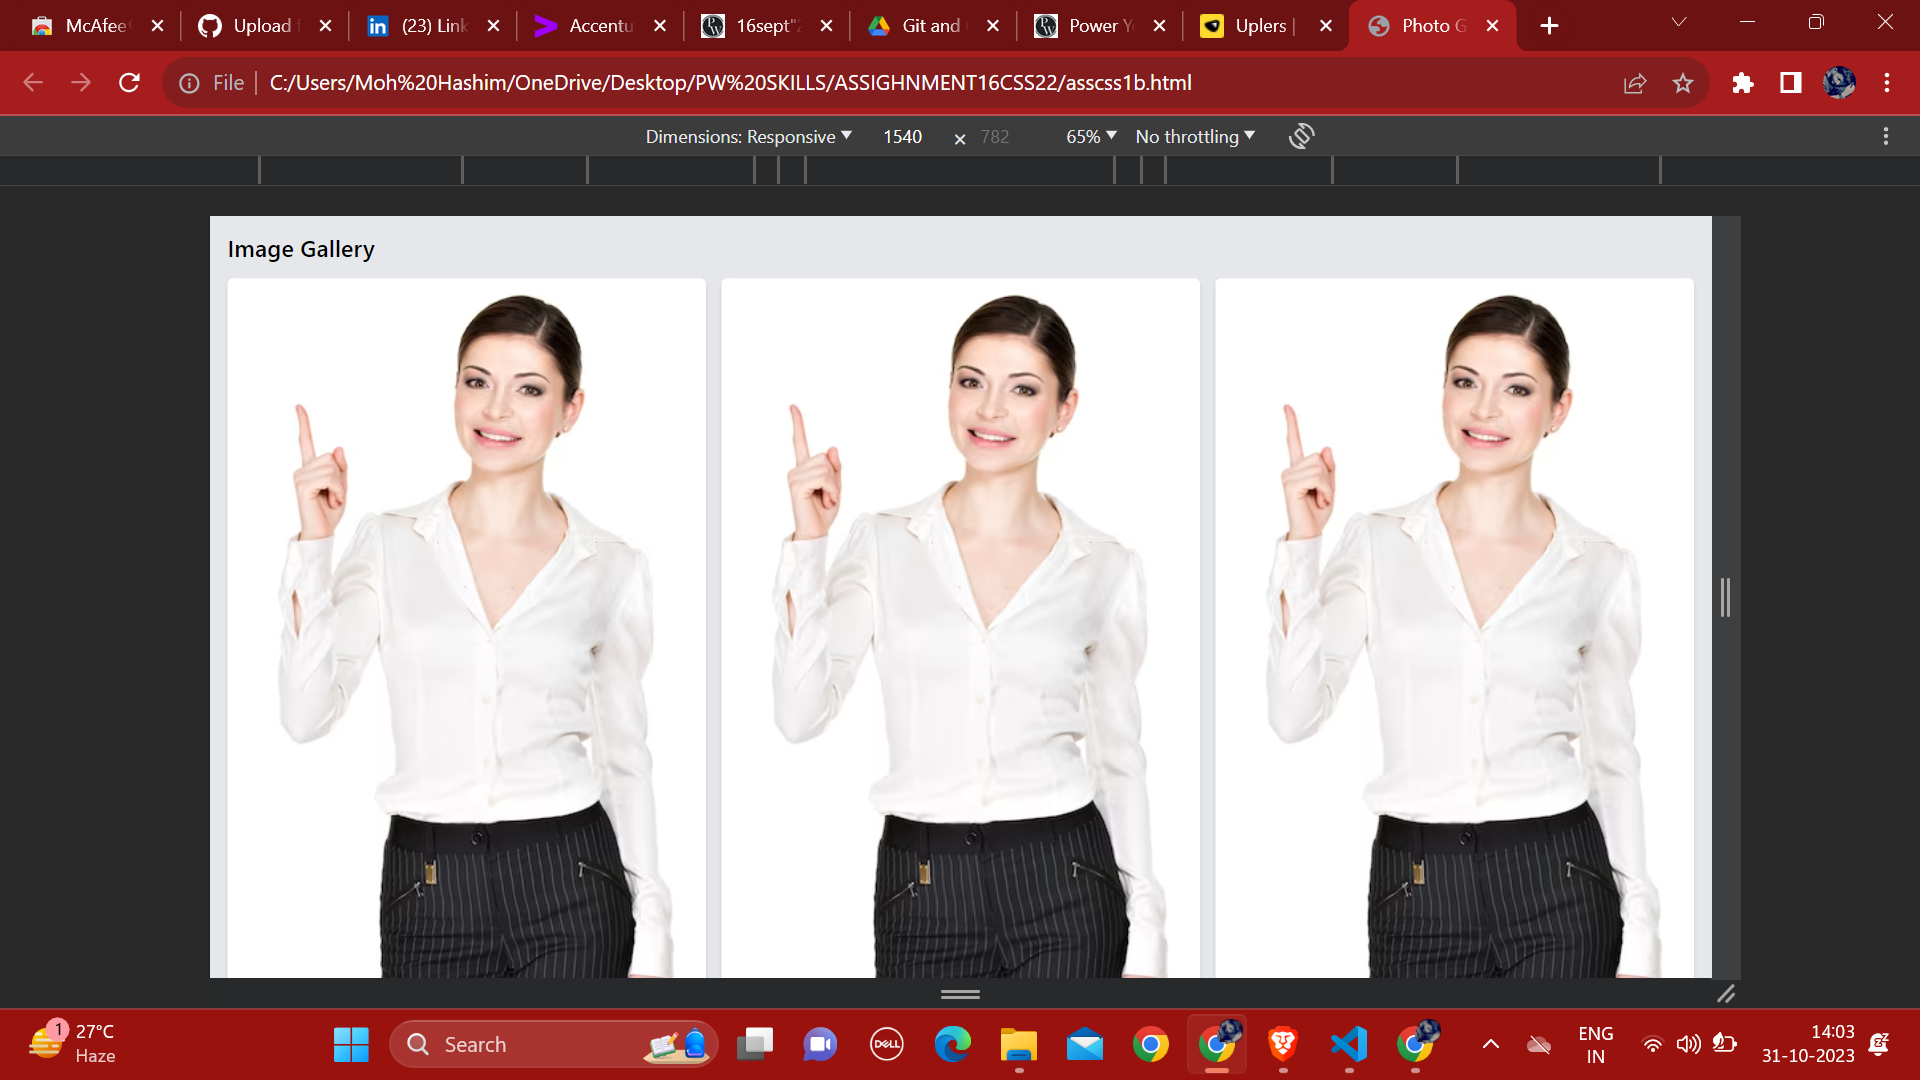 McAfee
Upload f
(23) Link
Accentu
16sept"2
Git and
Power Y
Uplers |
Photo G
File
C:/Users/Moh%20Hashim/OneDrive/Desktop/PW%20SKILLS/ASSIGHNMENT16CSS22/asscss1b.html
Dimensions: Responsive 1540 × 782 65% No throttling
Image Gallery
1
27°C
Haze
Search
DELL
ENG
IN
14:03
31-10-2023